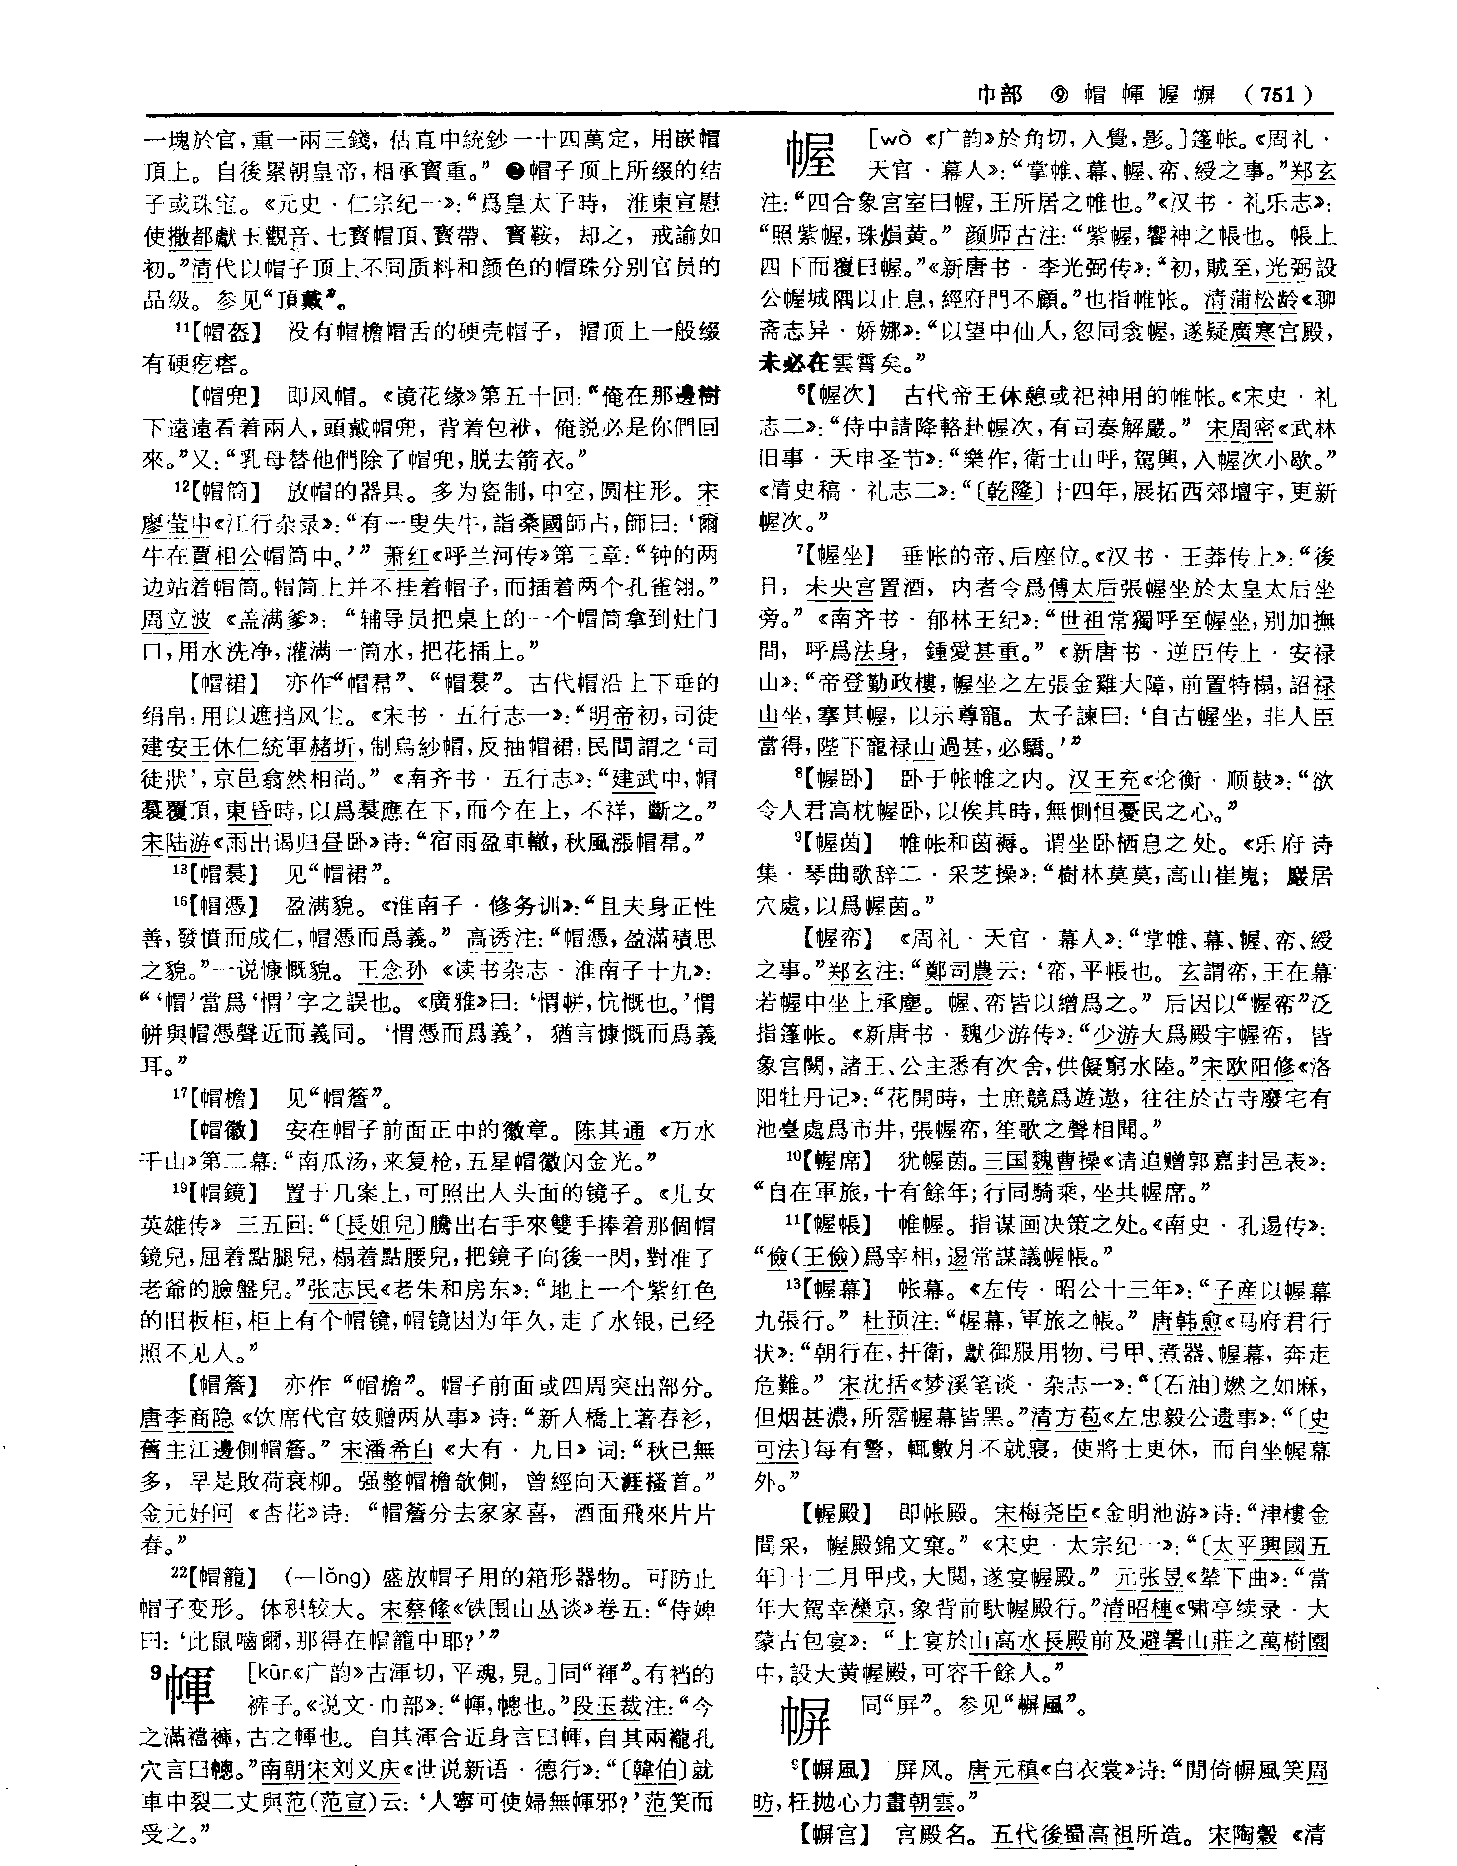 巾部 ⑨ 帽 㡓 幄 幈 (751)
一塊於官，重一兩三錢，估直中統鈔一十四萬定，用嵌帽
頂上。自後累朝皇帝，相承寳重。” ❷帽子顶上所缀的结
子或珠宝。《元史·仁宗纪一》：“爲皇太子時，淮東宣慰
使撒都獻玉觀音、七寳帽頂、寳帶、寳鞍，却之，戒諭如
初。”清代以帽子顶上不同质料和颜色的帽珠分别官员的
品级。参见“頂戴”。
11【帽盔】 没有帽檐帽舌的硬壳帽子，帽顶上一般缀
有硬疙瘩。
【帽兜】 即风帽。《镜花缘》第五十回：“俺在那邊樹
下遠遠看着兩人，頭戴帽兜，背着包袱，俺説必是你們回
來。”又：“乳母替他們除了帽兜，脱去箭衣。”
12【帽筒】 放帽的器具。多为瓷制，中空，圆柱形。宋
廖莹中《江行杂录》：“有一叟失牛，詣桑國師占，師曰：‘爾
牛在賈相公帽筒中。’” 萧红《呼兰河传》第二章：“钟的两
边站着帽筒。帽筒上并不挂着帽子，而插着两个孔雀翎。”
周立波《盖满爹》：“辅导员把桌上的一个帽筒拿到灶门
口，用水洗净，灌满一筒水，把花插上。”
【帽裙】 亦作“帽帬”、“帽裠”。古代帽沿上下垂的
绢帛；用以遮挡风尘。《宋书·五行志一》：“明帝初，司徒
建安王休仁統軍赭圻，制烏紗帽，反抽帽裙，民間謂之‘司
徒狀’，京邑翕然相尚。”《南齐书·五行志》：“建武中，帽
裠覆頂，東昏時，以爲裠應在下，而今在上，不祥，斷之。”
宋陆游《雨出谒归昼卧》诗：“宿雨盈車轍，秋風漲帽帬。”
13【帽裠】 见“帽裙”。
16【帽憑】 盈满貌。《淮南子·修务训》：“且夫身正性
善，發憤而成仁，帽憑而爲義。” 高诱注：“帽憑，盈滿積思
之貌。”一说慷慨貌。王念孙《读书杂志·淮南子十九》：
“‘帽’當爲‘悁’字之誤也。《廣雅》曰：‘悁恲，忼慨也。’悁
恲與帽憑聲近而義同。‘悁憑而爲義’，猶言慷慨而爲義
耳。”
17【帽檐】 见“帽簷”。
【帽徽】 安在帽子前面正中的徽章。陈其通《万水
千山》第二幕：“南瓜汤，来复枪，五星帽徽闪金光。”
19【帽鏡】 置于几案上，可照出人头面的镜子。《儿女
英雄传》三五回：“〔長姐兒〕騰出右手來雙手捧着那個帽
鏡兒，屈着點腿兒，塌着點腰兒，把鏡子向後一閃，對准了
老爺的臉盤兒。”张志民《老朱和房东》：“地上一个紫红色
的旧板柜，柜上有个帽镜，帽镜因为年久，走了水银，已经
照不见人。”
【帽簷】 亦作“帽檐”。帽子前面或四周突出部分。
唐李商隐《饮席代官妓赠两从事》诗：“新人橋上著春衫，
舊主江邊側帽簷。” 宋潘希白《大有·九日》词：“秋已無
多，早是敗荷衰柳。强整帽檐欹側，曾經向天涯搔首。”
金元好问《杏花》诗：“帽簷分去家家喜，酒面飛來片片
春。”
22【帽籠】 (—lǒng) 盛放帽子用的箱形器物。可防止
帽子变形。体积较大。宋蔡絛《铁围山丛谈》卷五：“侍婢
曰：‘此鼠嚙爾，那得在帽籠中耶？’”
9㡓 [kūn《广韵》古渾切，平魂，見。]同“褌”。有裆的
裤子。《说文·巾部》：“㡓，幒也。”段玉裁注：“今
之滿襠褲，古之㡓也。自其渾合近身言曰㡓，自其兩襱孔
穴言曰幒。”南朝宋刘义庆《世说新语·德行》：“〔韓伯〕就
車中裂二丈與范（范宣）云：‘人寧可使婦無㡓邪？’范笑而
受之。”
幄 [wò《广韵》於角切，入覺，影。]篷帐。《周礼·
天官·幕人》：“掌帷、幕、幄、帟、綬之事。”郑玄
注：“四合象宫室曰幄，王所居之帷也。”《汉书·礼乐志》：
“照紫幄，珠熉黄。” 颜师古注：“紫幄，饗神之帳也。帳上
四下而覆曰幄。”《新唐书·李光弼传》：“初，賊至，光弼設
公幄城隅以止息，經府門不顧。”也指帷帐。清蒲松龄《聊
斋志异·娇娜》：“以望中仙人，忽同衾幄，遂疑廣寒宫殿，
未必在雲霄矣。”
6【幄次】 古代帝王休憩或祀神用的帷帐。《宋史·礼
志二》：“侍中請降輅赴幄次，有司奏解嚴。” 宋周密《武林
旧事·天申圣节》：“樂作，衛士山呼，駕興，入幄次小歇。”
《清史稿·礼志二》：“〔乾隆〕十四年，展拓西郊壇宇，更新
幄次。”
7【幄坐】 垂帐的帝、后座位。《汉书·王莽传上》：“後
日，未央宫置酒，内者令爲傅太后張幄坐於太皇太后坐
旁。”《南齐书·郁林王纪》：“世祖常獨呼至幄坐，别加撫
問，呼爲法身，鍾愛甚重。”《新唐书·逆臣传上·安禄
山》：“帝登勤政樓，幄坐之左張金雞大障，前置特榻，詔禄
山坐，褰其幄，以示尊寵。太子諫曰：‘自古幄坐，非人臣
當得，陛下寵禄山過甚，必驕。’”
8【幄卧】 卧于帐帷之内。汉王充《论衡·顺鼓》：“欲
令人君高枕幄卧，以俟其時，無惻怛憂民之心。”
9【幄茵】 帷帐和茵褥。谓坐卧栖息之处。《乐府诗
集·琴曲歌辞二·采芝操》：“樹林莫莫，高山崔嵬；巖居
穴處，以爲幄茵。”
【幄帟】 《周礼·天官·幕人》：“掌帷、幕、幄、帟、綬
之事。”郑玄注：“鄭司農云：‘帟，平帳也。玄謂帟，王在幕
若幄中坐上承塵。幄、帟皆以繒爲之。” 后因以“幄帟”泛
指篷帐。《新唐书·魏少游传》：“少游大爲殿宇幄帟，皆
象宫闕，諸王、公主悉有次舍，供儗窮水陸。”宋欧阳修《洛
阳牡丹记》：“花開時，士庶競爲遊遨，往往於古寺廢宅有
池臺處爲市井，張幄帟，笙歌之聲相聞。”
10【幄席】 犹幄茵。三国魏曹操《请追赠郭嘉封邑表》：
“自在軍旅，十有餘年；行同騎乘，坐共幄席。”
11【幄帳】 帷幄。指谋画决策之处。《南史·孔逭传》：
“儉（王儉）爲宰相，逭常謀議幄帳。”
13【幄幕】 帐幕。《左传·昭公十三年》：“子産以幄幕
九張行。” 杜预注：“幄幕，軍旅之帳。” 唐韩愈《马府君行
状》：“朝行在，扞衛，獻御服用物、弓甲、煮器、幄幕，奔走
危難。” 宋沈括《梦溪笔谈·杂志一》：“〔石油〕燃之如麻，
但烟甚濃，所霑幄幕皆黑。”清方苞《左忠毅公逸事》：“〔史
可法〕每有警，輒數月不就寢，使將士更休，而自坐幄幕
外。”
【幄殿】 即帐殿。宋梅尧臣《金明池游》诗：“津樓金
間采，幄殿錦文窠。”《宋史·太宗纪一》：“〔太平興國五
年〕十二月甲戌，大閲，遂宴幄殿。” 元张昱《辇下曲》：“當
年大駕幸灤京，象背前馱幄殿行。”清昭槤《啸亭续录·大
蒙古包宴》：“上宴於山高水長殿前及避暑山莊之萬樹園
中，設大黄幄殿，可容千餘人。”
幈 同“屏”。参见“幈風”。
9【幈風】 屏风。唐元稹《白衣裳》诗：“閒倚幈風笑周
昉，枉抛心力畫朝雲。”
【幈宫】 宫殿名。五代後蜀高祖所造。宋陶穀《清